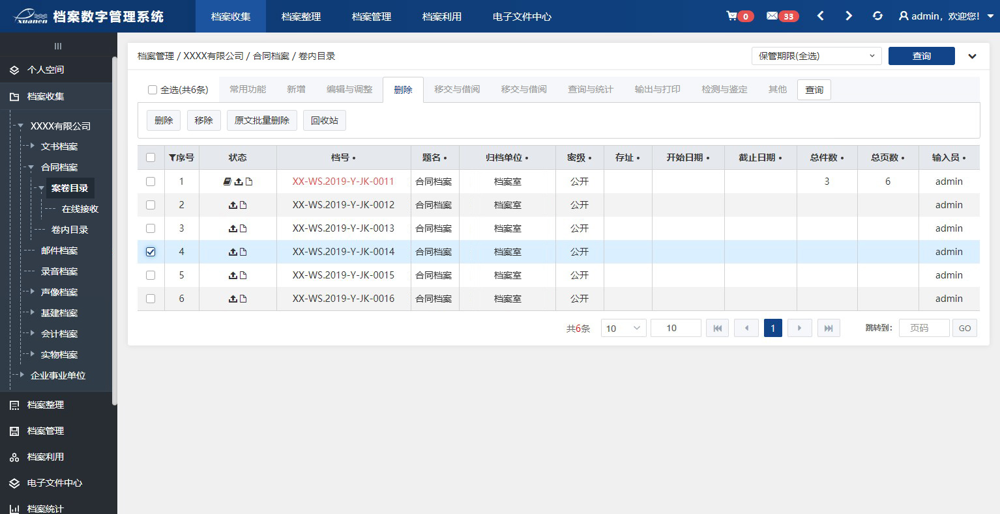 xuanen 档案数字管理系统 档案收集 档案整理 档案管理 档案利用 电子文件中心 0 33 admin，欢迎您!
个人空间
档案收集
XXXX有限公司
文书档案
合同档案
案卷目录
在线接收
卷内目录
邮件档案
录音档案
声像档案
基建档案
会计档案
实物档案
企业事业单位
档案整理
档案管理
档案利用
电子文件中心
档案统计
档案管理 / XXXX有限公司 / 合同档案 / 卷内目录 保管期限(全选) 查询
全选(共6条) 常用功能 新增 编辑与调整 删除 移交与借阅 移交与借阅 查询与统计 输出与打印 检测与鉴定 其他 查询
删除 移除 原文批量删除 回收站
序号 状态 档号 • 题名 • 归档单位 • 密级 • 存址 • 开始日期 • 截止日期 • 总件数 • 总页数 • 输入员 •
1 XX-WS.2019-Y-JK-0011 合同档案 档案室 公开 3 6 admin
2 XX-WS.2019-Y-JK-0012 合同档案 档案室 公开 admin
3 XX-WS.2019-Y-JK-0013 合同档案 档案室 公开 admin
4 XX-WS.2019-Y-JK-0014 合同档案 档案室 公开 admin
5 XX-WS.2019-Y-JK-0015 合同档案 档案室 公开 admin
6 XX-WS.2019-Y-JK-0016 合同档案 档案室 公开 admin
共6条 10 10 1 跳转到: 页码 GO